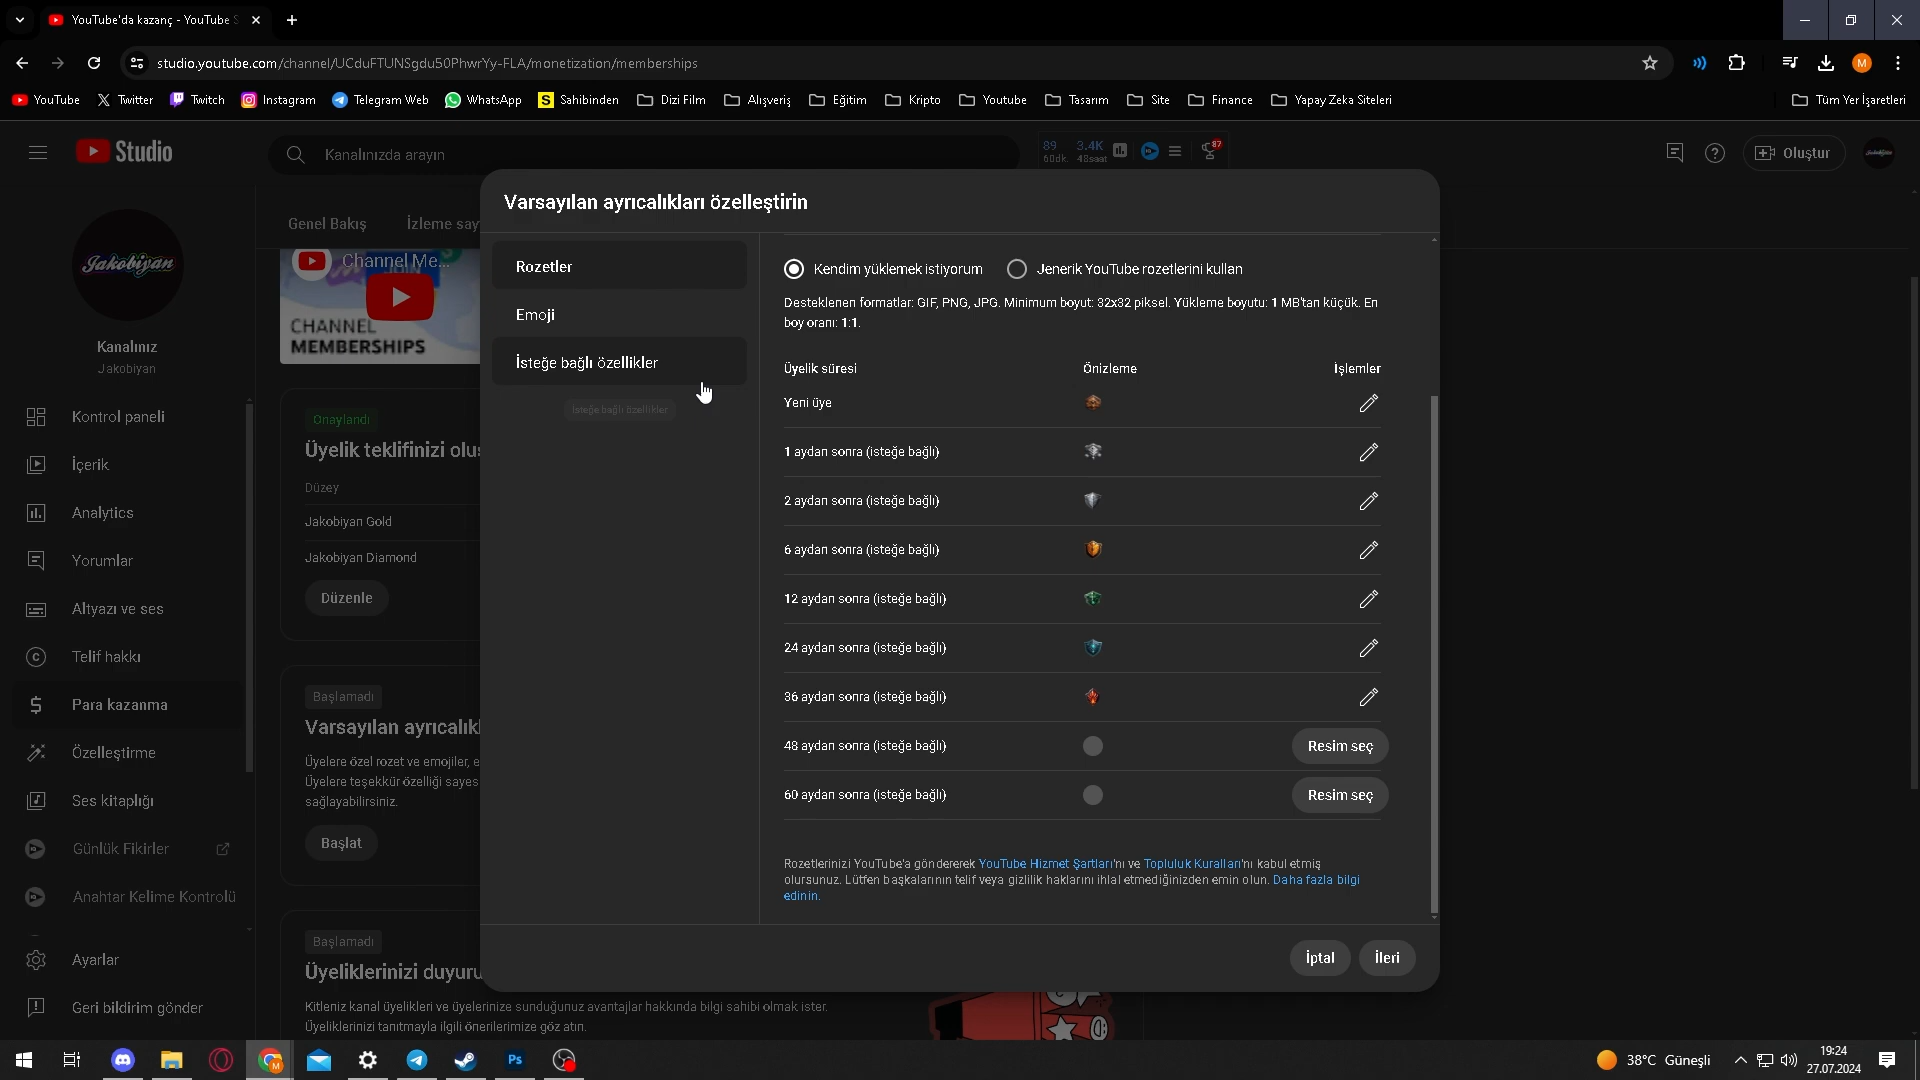 YouTube'da kazanç - YouTube S
studio.youtube.com/channel/UCduFTUNSgdu50PhwrYy-FLA/monetization/memberships
M
YouTube
Twitter
Twitch
Instagram
Telegram Web
WhatsApp
Sahibinden
Dizi Film
Alışveriş
Eğitim
Kripto
Youtube
Tasarım
Site
Finance
Yapay Zeka Siteleri
Tüm Yer İşaretleri
Studio
Kanalınızda arayın
89
60dk.
3.4K
48saat
87
Oluştur
Jakobiyan
Kanalınız
Jakobiyan
Kontrol paneli
İçerik
Analytics
Yorumlar
Altyazı ve ses
Telif hakkı
Para kazanma
Özelleştirme
Ses kitaplığı
Günlük Fikirler
Anahtar Kelime Kontrolü
Ayarlar
Geri bildirim gönder
Genel Bakış
İzleme say
Channel Me...
JOIN
CHANNEL
MEMBERSHIPS
Onaylandı
Üyelik teklifinizi olu
Düzey
Jakobiyan Gold
Jakobiyan Diamond
Düzenle
Başlamadı
Varsayılan ayrıcalıkl
Üyelere özel rozet ve emojiler, e
Üyelere teşekkür özelliği sayes
sağlayabilirsiniz.
Başlat
Başlamadı
Üyeliklerinizi duyuru
Kitleniz kanal üyelikleri ve üyelerinize sunduğunuz avantajlar hakkında bilgi sahibi olmak ister.
Üyeliklerinizi tanıtmayla ilgili önerilerimize göz atın.
Varsayılan ayrıcalıkları özelleştirin
Rozetler
Emoji
İsteğe bağlı özellikler
İsteğe bağlı özellikler
Kendim yüklemek istiyorum
Jenerik YouTube rozetlerini kullan
Desteklenen formatlar: GIF, PNG, JPG. Minimum boyut: 32x32 piksel. Yükleme boyutu: 1 MB'tan küçük. En
boy oranı: 1:1.
Üyelik süresi
Önizleme
İşlemler
Yeni üye
1 aydan sonra (isteğe bağlı)
2 aydan sonra (isteğe bağlı)
6 aydan sonra (isteğe bağlı)
12 aydan sonra (isteğe bağlı)
24 aydan sonra (isteğe bağlı)
36 aydan sonra (isteğe bağlı)
48 aydan sonra (isteğe bağlı)
Resim seç
60 aydan sonra (isteğe bağlı)
Resim seç
Rozetlerinizi YouTube'a göndererek YouTube Hizmet Şartları'nı ve Topluluk Kuralları'nı kabul etmiş
olursunuz. Lütfen başkalarının telif veya gizlilik haklarını ihlal etmediğinizden emin olun. Daha fazla bilgi
edinin.
İptal
İleri
M
Ps
38°C Güneşli
19:24
27.07.2024